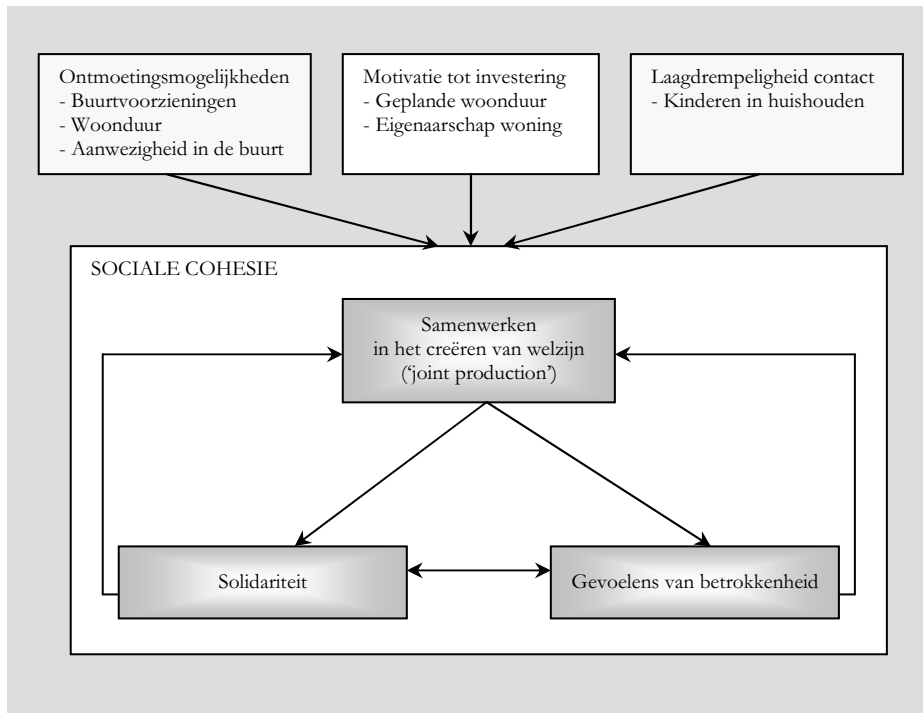 Ontmoetingsmogelijkheden
- Buurtvoorzieningen
- Woonduur
- Aanwezigheid in de buurt
Motivatie tot investering
- Geplande woonduur
- Eigenaarschap woning
Laagdrempeligheid contact
- Kinderen in huishouden
SOCIALE COHESIE
Samenwerken
in het creëren van welzijn
(‘joint production’)
Solidariteit
Gevoelens van betrokkenheid